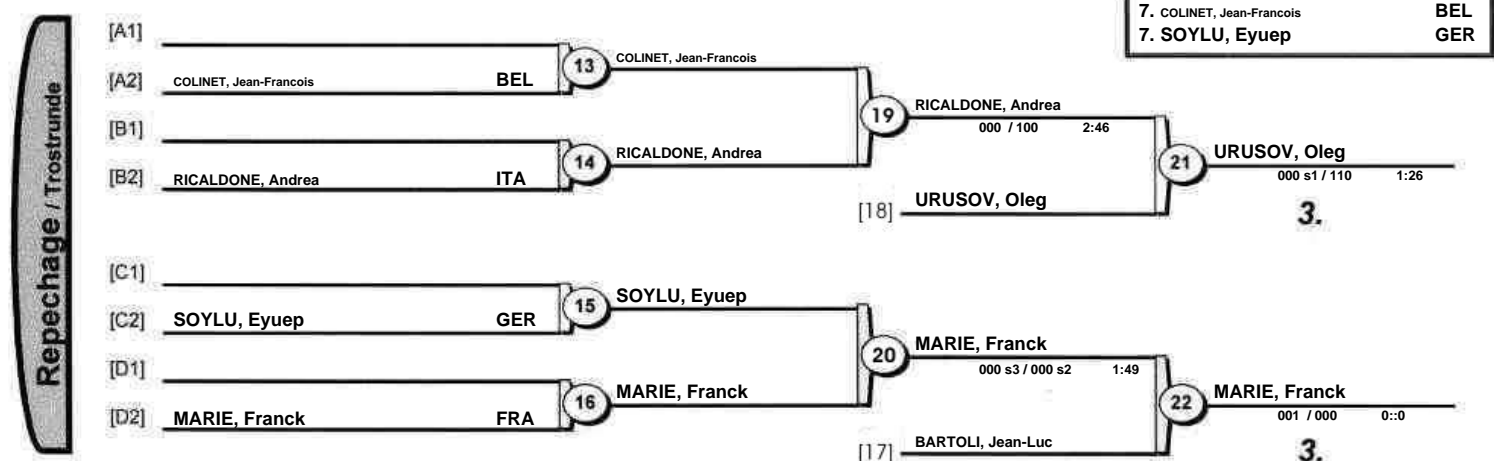 7. COLINET, Jean-Francois BEL
7. SOYLU, Eyuep GER
Repechage / Trostrunde
[A1]
[A2] COLINET, Jean-Francois BEL
13 COLINET, Jean-Francois
[B1]
[B2] RICALDONE, Andrea ITA
14 RICALDONE, Andrea
19 RICALDONE, Andrea
000 / 100 2:46
[18] URUSOV, Oleg
21 URUSOV, Oleg
000 s1 / 110 1:26
3.
[C1]
[C2] SOYLU, Eyuep GER
15 SOYLU, Eyuep
[D1]
[D2] MARIE, Franck FRA
16 MARIE, Franck
20 MARIE, Franck
000 s3 / 000 s2 1:49
[17] BARTOLI, Jean-Luc
22 MARIE, Franck
001 / 000 0::0
3.